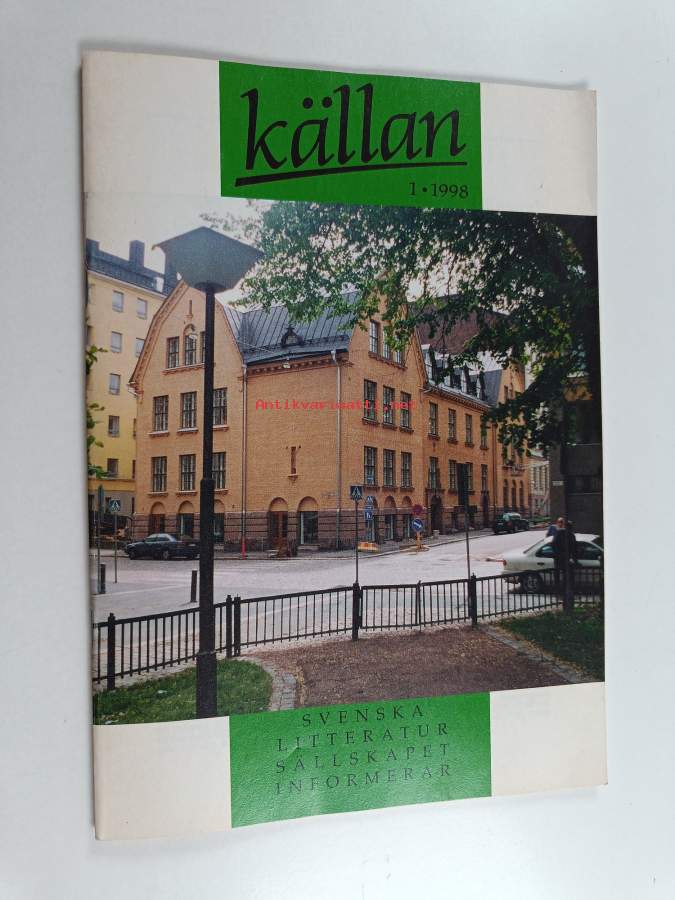 källan
1 • 1998
Antikvariaatti.net
SVENSKA
LITTERATUR
SÄLLSKAPET
INFORMERAR